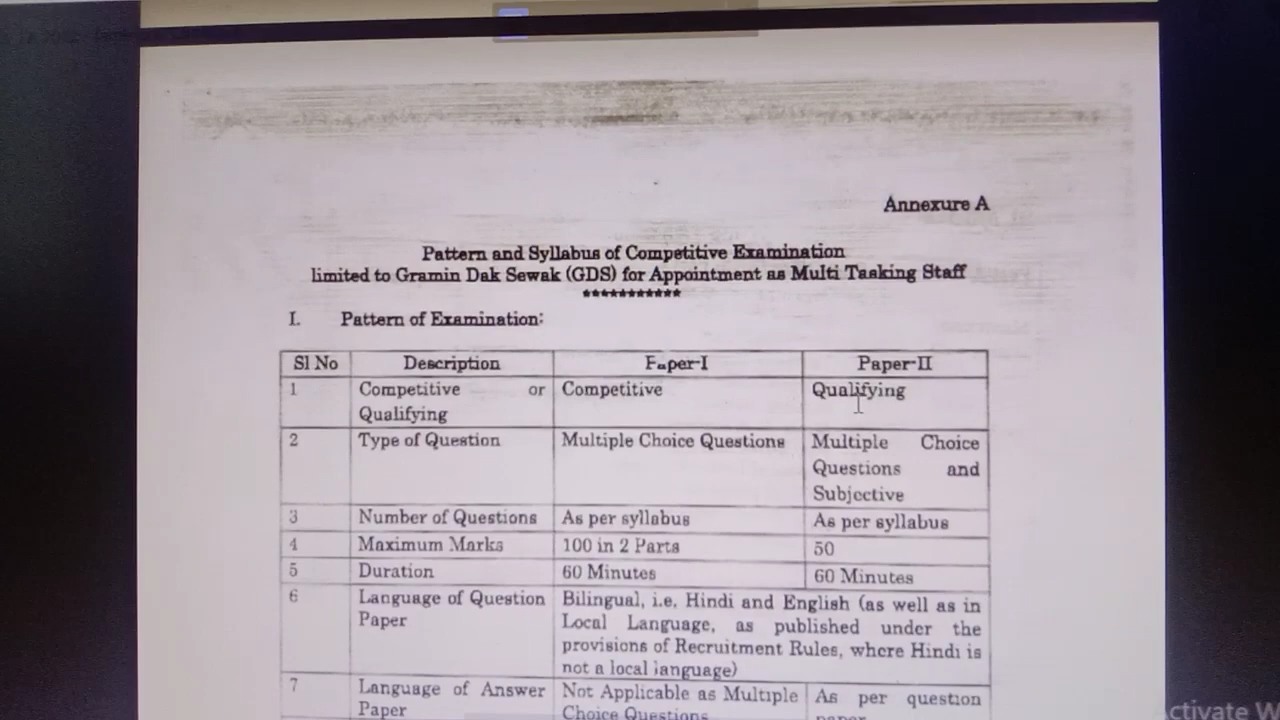 Annexure A
Pattern and Syllabus of Competitive Examination
limited to Gramin Dak Sewak (GDS) for Appointment as Multi Tasking Staff
***********
I. Pattern of Examination:
Sl No Description Paper-I Paper-II
1 Competitive or Competitive Qualifying
Qualifying
2 Type of Question Multiple Choice Questions Multiple Choice
Questions and
Subjective
3 Number of Questions As per syllabus As per syllabus
4 Maximum Marks 100 in 2 Parts 50
5 Duration 60 Minutes 60 Minutes
6 Language of Question Bilingual, i.e, Hindi and English (as well as in
Paper Local Language, as published under the
provisions of Recruitment Rules, where Hindi is
not a local language)
7 Language of Answer Not Applicable as Multiple As per question
Paper Choice Questions paper
Activate W